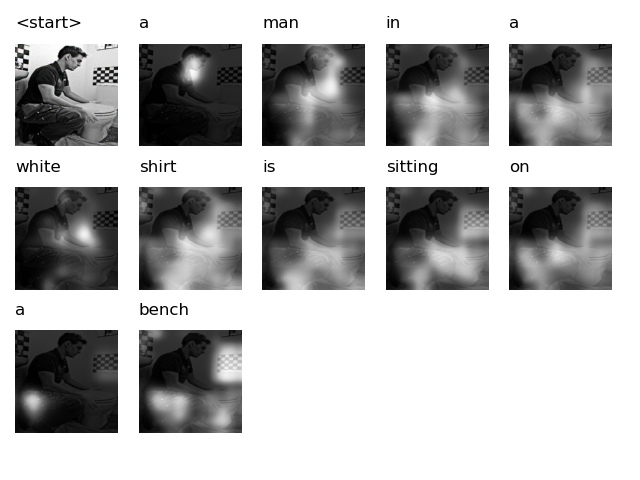 <start> a man in a
white shirt is sitting on
a bench